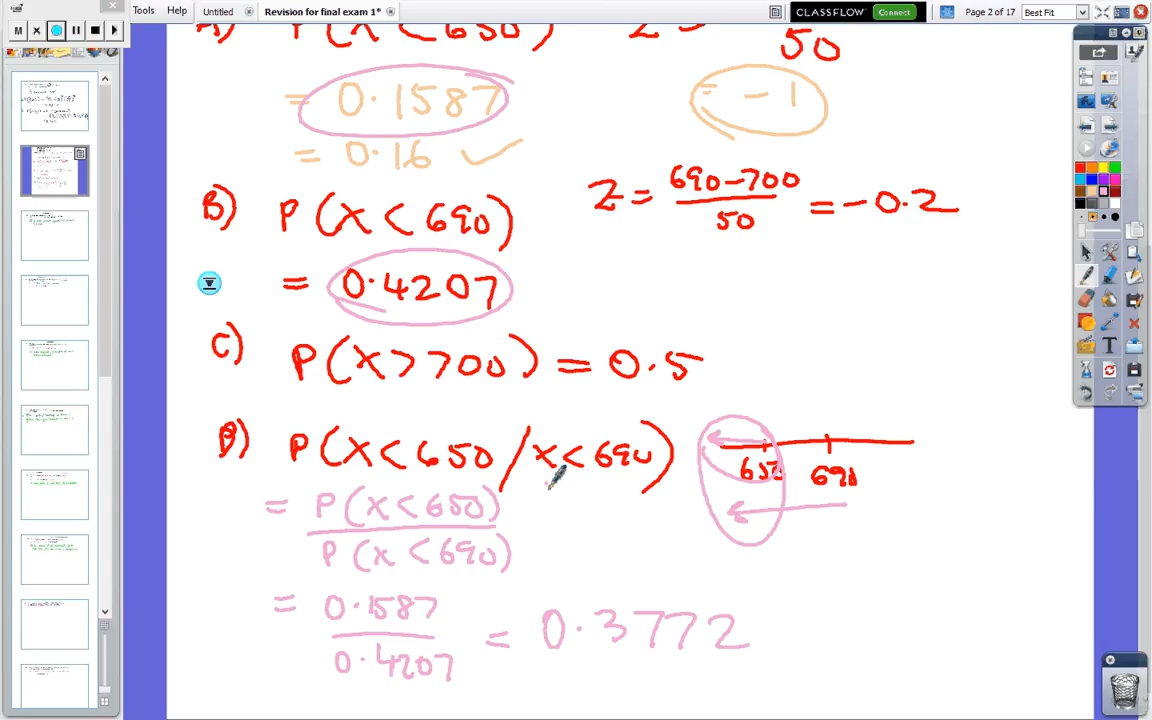 Tools
Untitled
Revision for final exam 1*
CLASSFLOW Connect
Page 2 of 17
Best Fit
A) P(X < 650) Z =
50
= 0.1587
= -1
= 0.16 ✓
B) P(X < 690)
Z = 690-700 / 50 = -0.2
= 0.4207
C) P(X > 700) = 0.5
D) P(X < 650 / X < 690)
650 690
= P(X < 650)
P(X < 690)
= 0.1587
0.4207
= 0.3772